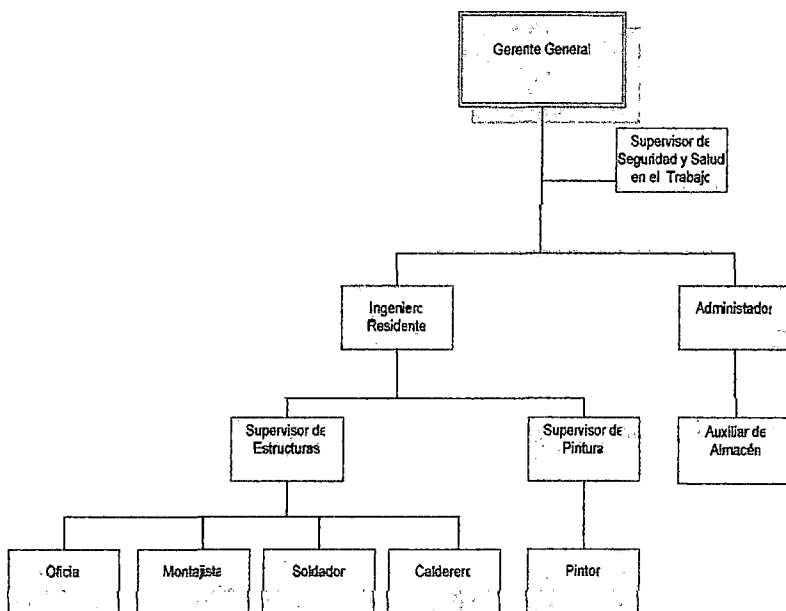 Gerente General
Supervisor de
Seguridad y Salud
en el Trabajo
Ingeniero
Residente
Administador
Supervisor de
Estructuras
Supervisor de
Pintura
Auxiliar de
Almacén
Oficia
Montajista
Soldador
Calderero
Pintor